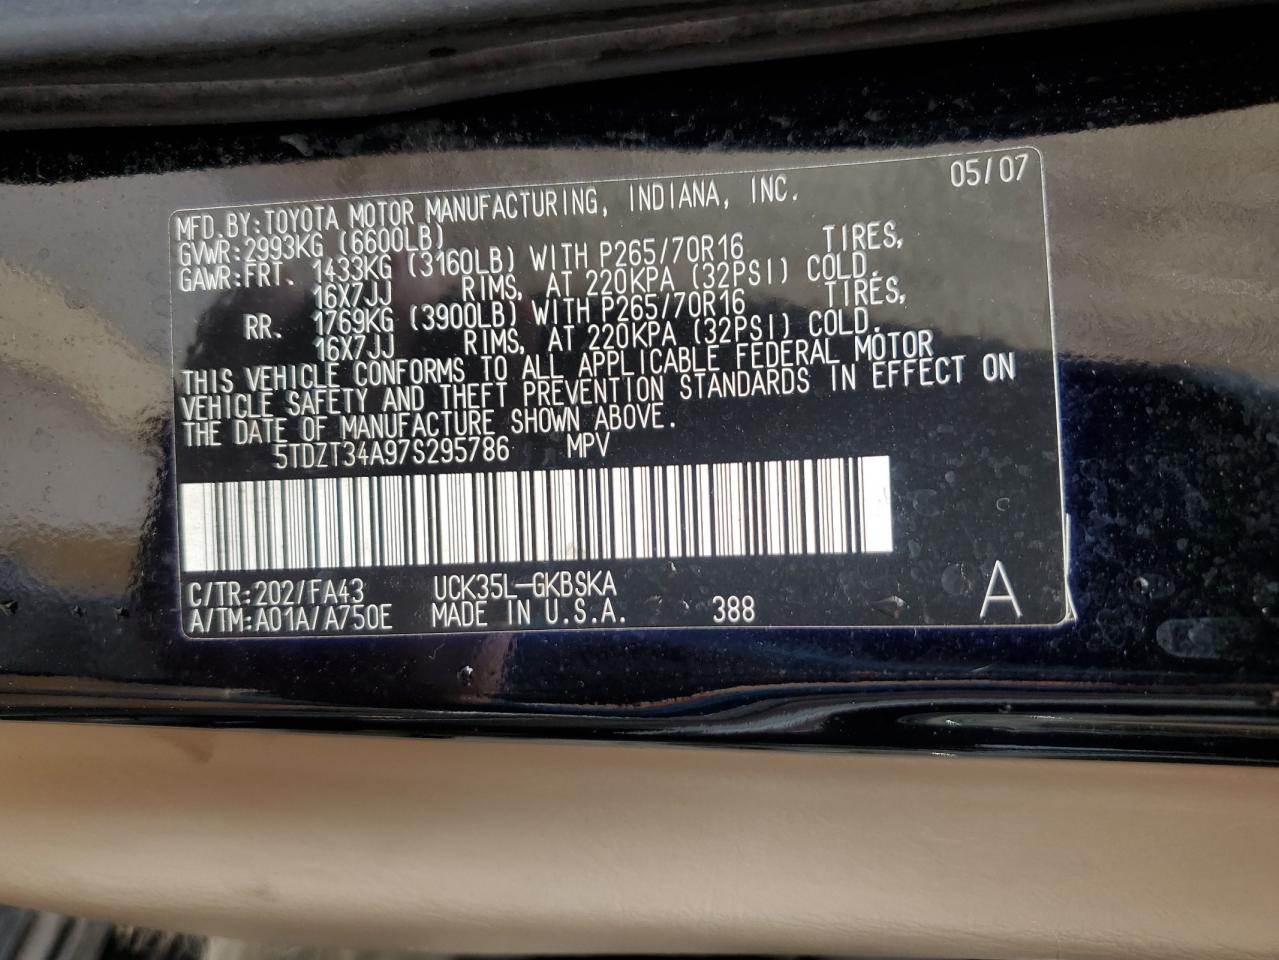 MFD.BY:TOYOTA MOTOR MANUFACTURING, INDIANA, INC. 05/07
GVWR:2993KG (6600LB)
GAWR:FRT. 1433KG (3160LB) WITH P265/70R16 TIRES,
16X7JJ RIMS, AT 220KPA (32PSI) COLD.
RR. 1769KG (3900LB) WITH P265/70R16 TIRES,
16X7JJ RIMS, AT 220KPA (32PSI) COLD.
THIS VEHICLE CONFORMS TO ALL APPLICABLE FEDERAL MOTOR
VEHICLE SAFETY AND THEFT PREVENTION STANDARDS IN EFFECT ON
THE DATE OF MANUFACTURE SHOWN ABOVE.
5TDZT34A97S295786 MPV
C/TR:202/FA43 UCK35L-GKBSKA
A/TM:A01A/A750E MADE IN U.S.A. 388 A